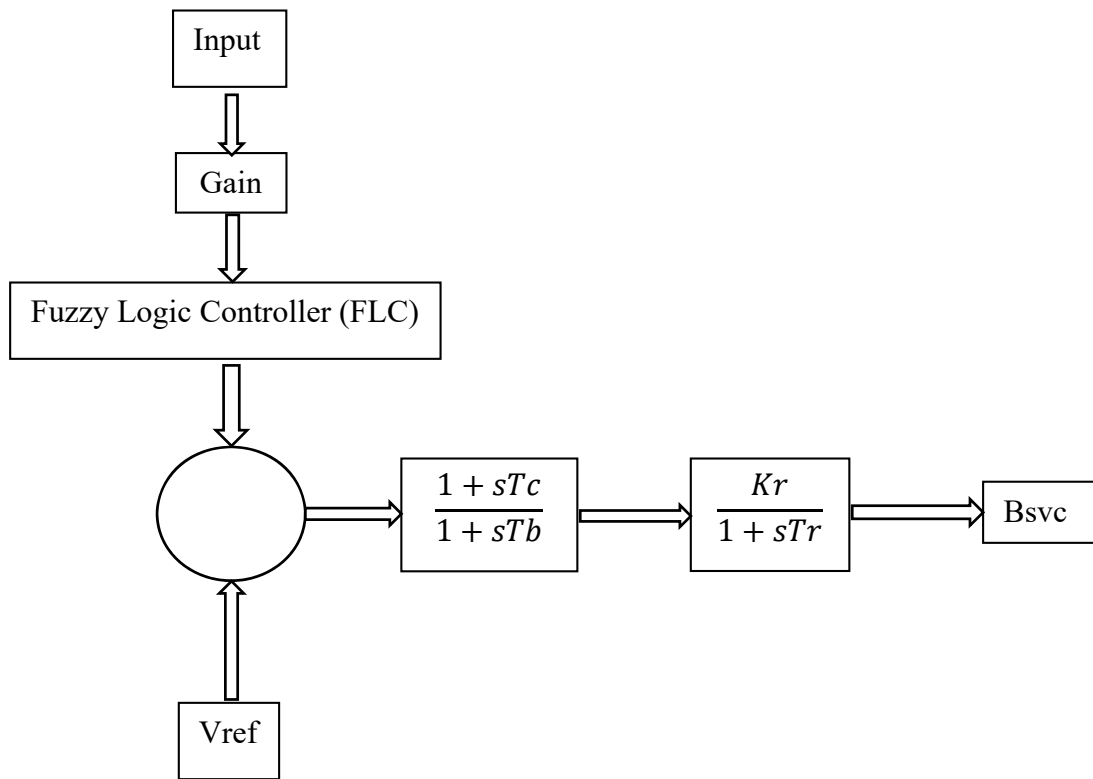 Input
Gain
Fuzzy Logic Controller (FLC)
1 + sTc
1 + sTb
Kr
1 + sTr
Bsvc
Vref